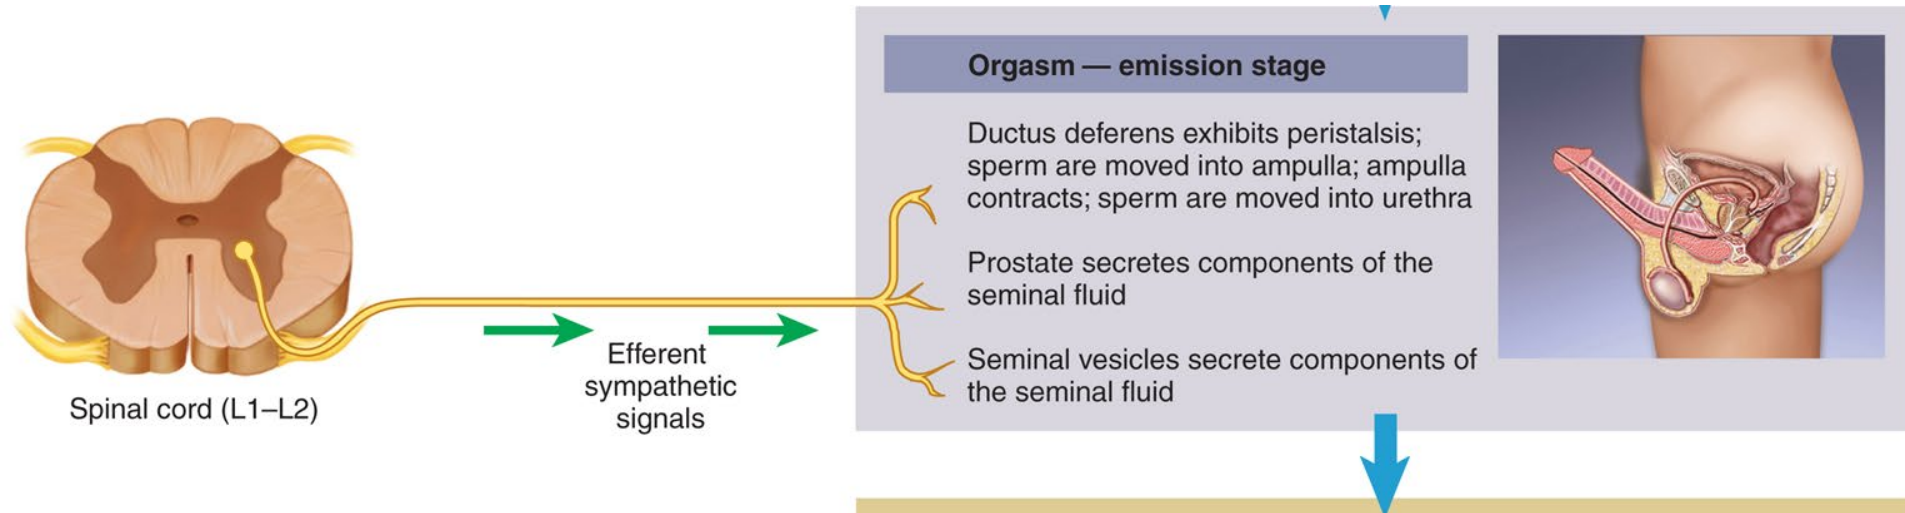 Orgasm — emission stage
Ductus deferens exhibits peristalsis;
sperm are moved into ampulla; ampulla
contracts; sperm are moved into urethra
Prostate secretes components of the
seminal fluid
Seminal vesicles secrete components of
the seminal fluid
Efferent
sympathetic
signals
Spinal cord (L1–L2)